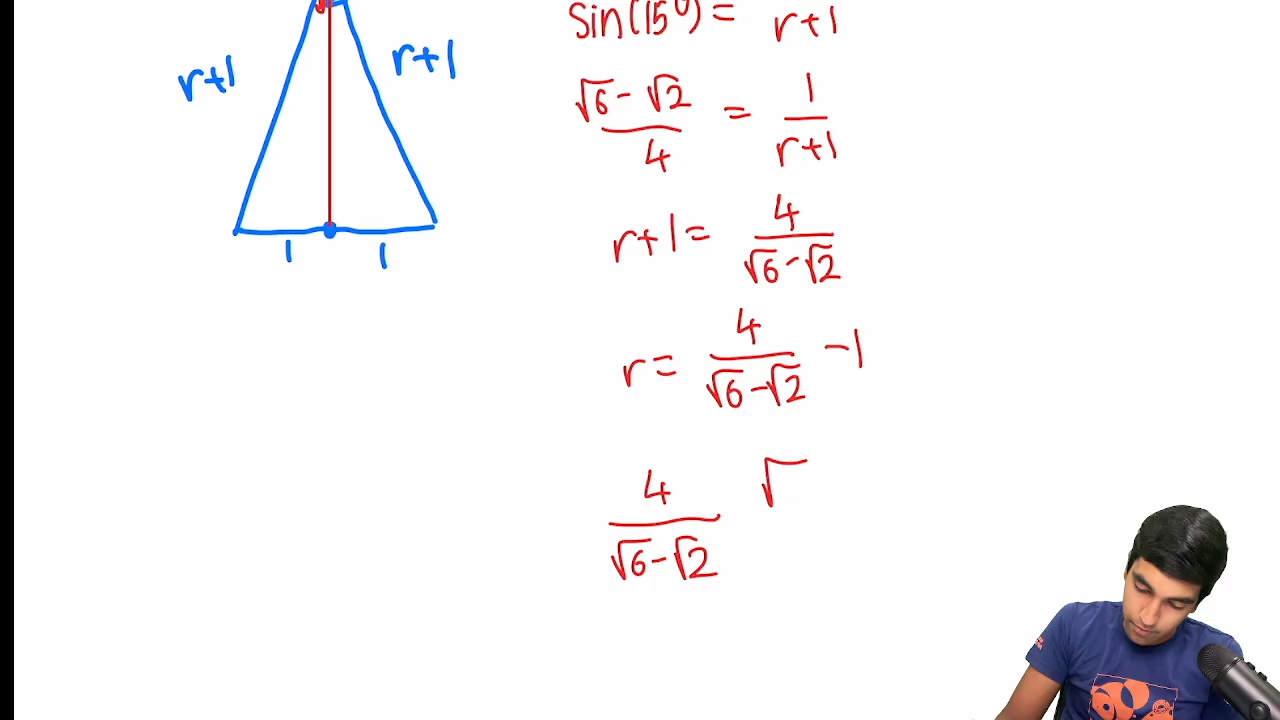 r+1
r+1
1
1
sin(15°) = r+1
√6 - √2 / 4 = 1 / r+1
r+1 = 4 / √6-√2
r = 4 / √6-√2 -1
4 / √6-√2 √